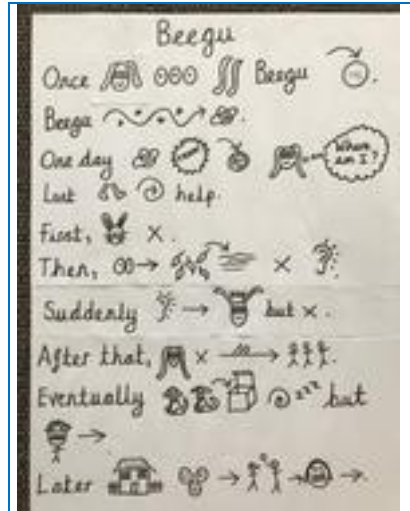 Beegu
Once Beegu
Beegu
One day Where am I?
Lost help.
First, X.
Then, X
Suddenly but X.
After that, X
Eventually zzz but
Later